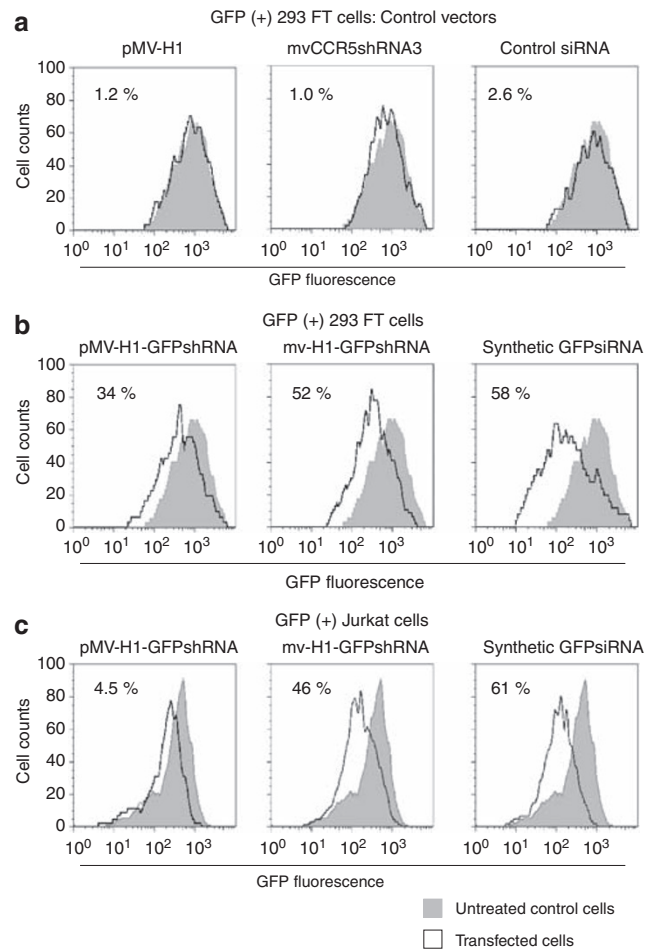 a
GFP (+) 293 FT cells: Control vectors
pMV-H1 mvCCR5shRNA3 Control siRNA
1.2 % 1.0 % 2.6 %
Cell counts
100
80
60
40
20
0
10⁰ 10¹ 10² 10³ 10⁰ 10¹ 10² 10³ 10⁰ 10¹ 10² 10³
GFP fluorescence
b
GFP (+) 293 FT cells
pMV-H1-GFPshRNA mv-H1-GFPshRNA Synthetic GFPsiRNA
34 % 52 % 58 %
Cell counts
100
80
60
40
20
0
10⁰ 10¹ 10² 10³ 10⁰ 10¹ 10² 10³ 10⁰ 10¹ 10² 10³
GFP fluorescence
c
GFP (+) Jurkat cells
pMV-H1-GFPshRNA mv-H1-GFPshRNA Synthetic GFPsiRNA
4.5 % 46 % 61 %
Cell counts
100
80
60
40
20
0
10⁰ 10¹ 10² 10³ 10⁰ 10¹ 10² 10³ 10⁰ 10¹ 10² 10³
GFP fluorescence
Untreated control cells
Transfected cells